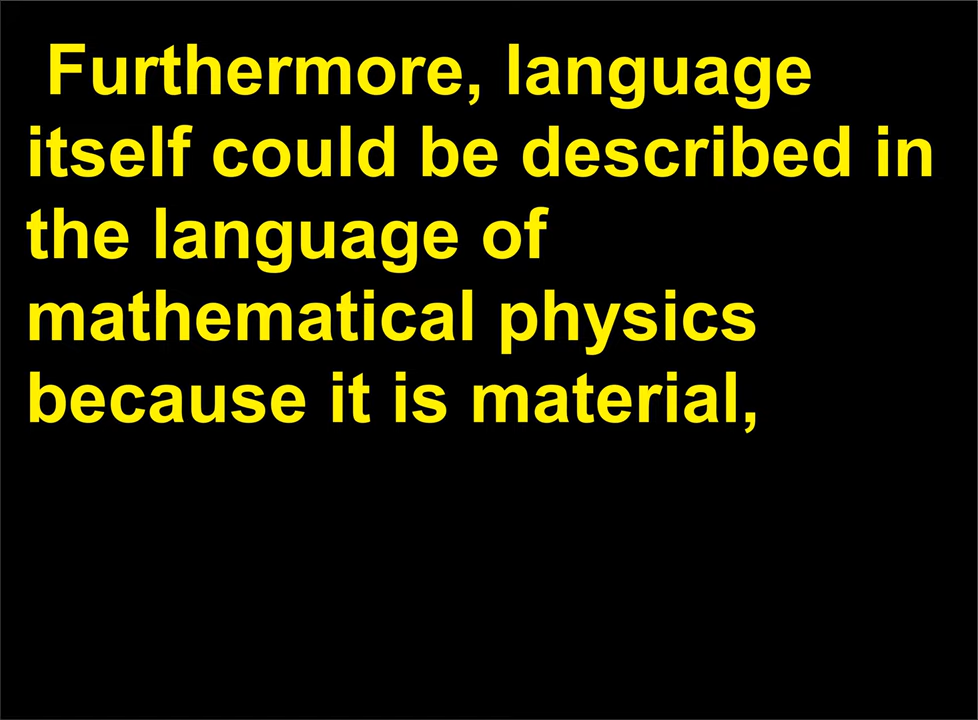 Furthermore, language
itself could be described in
the language of
mathematical physics
because it is material,